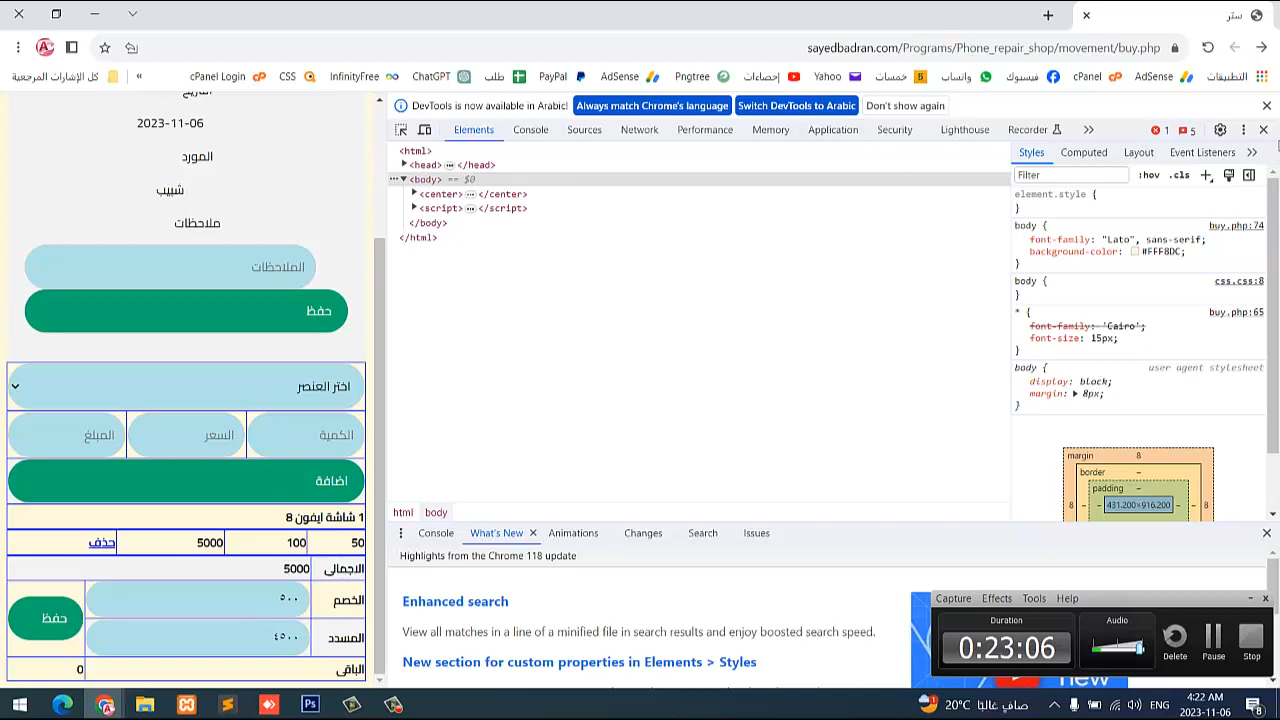 ستر
sayedbadran.com/Programs/Phone_repair_shop/movement/buy.php
التطبيقات
AdSense
cPanel
فيسبوك
واتساب
خمسات
Yahoo
إحصاءات
Pngtree
AdSense
PayPal
طلب
ChatGPT
InfinityFree
CSS
cPanel Login
»
كل الإشارات المرجعية
التاريخ
2023-11-06
المورد
شبيب
ملاحظات
الملاحظات
حفظ
اختر العنصر
الكمية السعر المبلغ
اضافة
1 شاشة ايفون 8
50 100 5000 حذف
الاجمالى 5000
الخصم ٥٠٠
حفظ
المسدد ٤٥٠٠
الباقى 0
DevTools is now available in Arabic! Always match Chrome's language Switch DevTools to Arabic Don't show again
Elements Console Sources Network Performance Memory Application Security Lighthouse Recorder » 1 5
<html>
<head> … </head>
… <body> == $0
<center> … </center>
<script> … </script>
</body>
</html>
html body
Styles Computed Layout Event Listeners »
Filter :hov .cls +
element.style {
}
body { buy.php:74
font-family: "Lato", sans-serif;
background-color: #FFF8DC;
}
body { css.css:8
}
* { buy.php:65
font-family: 'Cairo';
font-size: 15px;
}
body { user agent stylesheet
display: block;
margin: 8px;
}
margin 8
border –
padding –
8 – – 431.200×916.200 – – 8
Console What's New Animations Changes Search Issues
Highlights from the Chrome 118 update
Enhanced search
View all matches in a line of a minified file in search results and enjoy boosted search speed.
New section for custom properties in Elements > Styles
new
Capture Effects Tools Help
Duration
0:23:06
Audio
Delete Pause Stop
20°C صافي غالبًا
ENG
4:22 AM
2023-11-06
8